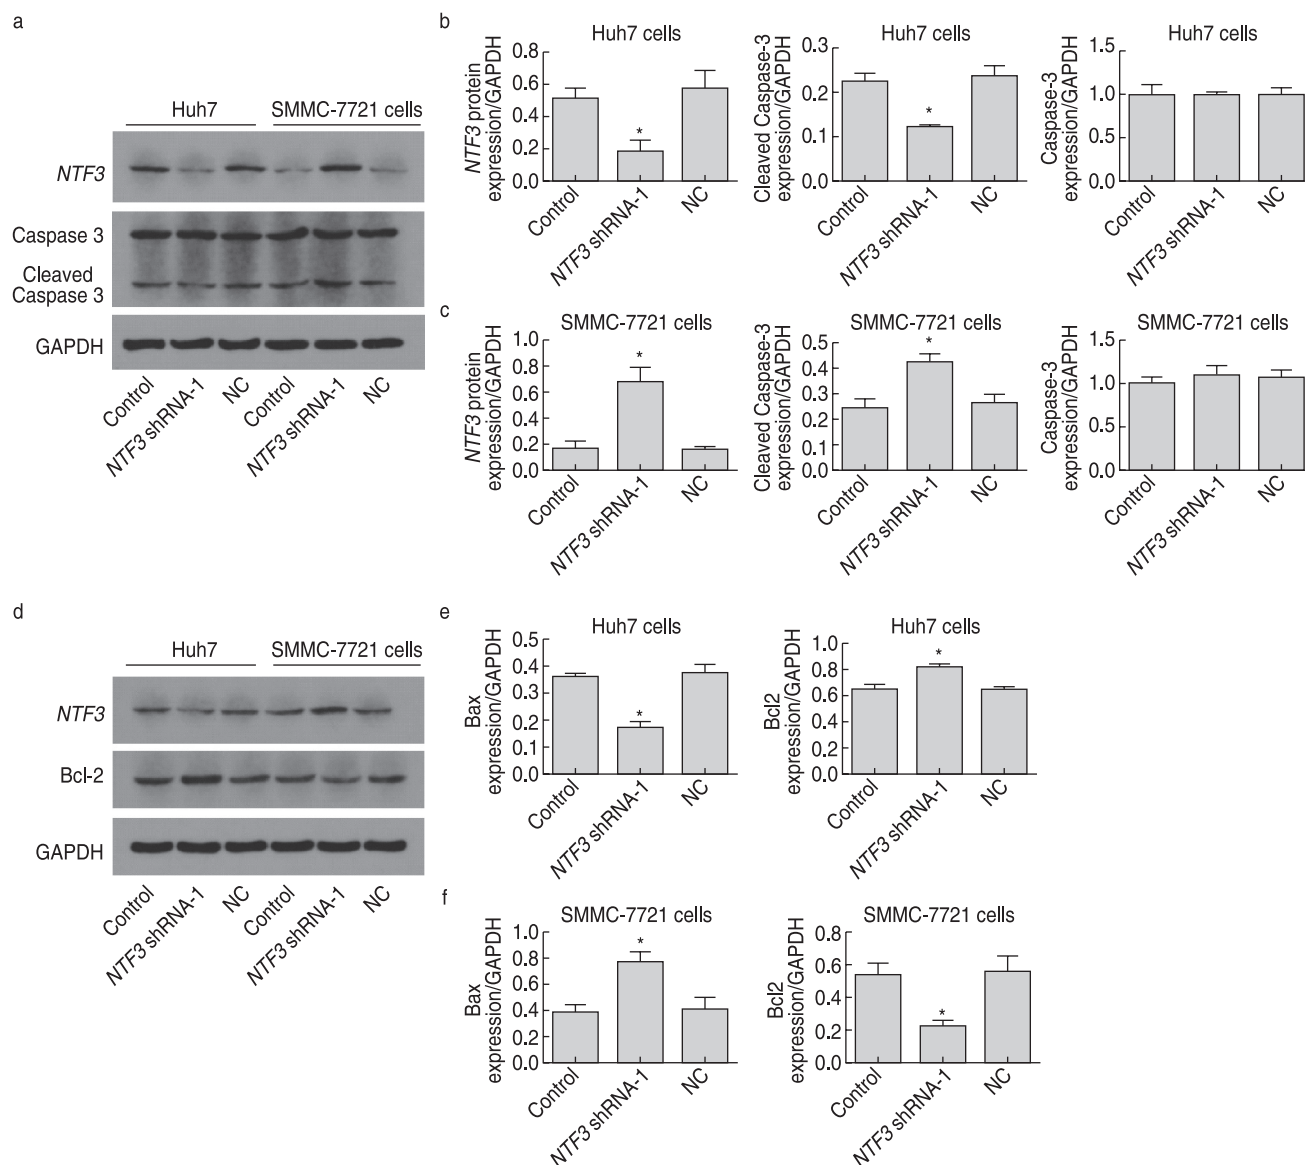 a
Huh7 SMMC-7721 cells
NTF3
Caspase 3
Cleaved
Caspase 3
GAPDH
Control
NTF3 shRNA-1
NC
Control
NTF3 shRNA-1
NC
b
Huh7 cells
NTF3 protein
expression/GAPDH
0.8
0.6
0.4
0.2
0.0
*
Control
NTF3 shRNA-1
NC
Huh7 cells
Cleaved Caspase-3
expression/GAPDH
0.3
0.2
0.1
0.0
*
Control
NTF3 shRNA-1
NC
Huh7 cells
Caspase-3
expression/GAPDH
1.5
1.0
0.5
0.0
Control
NTF3 shRNA-1
NC
c
SMMC-7721 cells
NTF3 protein
expression/GAPDH
1.0
0.8
0.6
0.4
0.2
0.0
*
Control
NTF3 shRNA-1
NC
SMMC-7721 cells
Cleaved Caspase-3
expression/GAPDH
0.5
0.4
0.3
0.2
0.1
0.0
*
Control
NTF3 shRNA-1
NC
SMMC-7721 cells
Caspase-3
expression/GAPDH
1.5
1.0
0.5
0.0
Control
NTF3 shRNA-1
NC
d
Huh7 SMMC-7721 cells
NTF3
Bcl-2
GAPDH
Control
NTF3 shRNA-1
NC
Control
NTF3 shRNA-1
NC
e
Huh7 cells
Bax
expression/GAPDH
0.5
0.4
0.3
0.2
0.1
0.0
*
Control
NTF3 shRNA-1
NC
Huh7 cells
Bcl2
expression/GAPDH
1.0
0.8
0.6
0.4
0.2
0.0
*
Control
NTF3 shRNA-1
NC
f
SMMC-7721 cells
Bax
expression/GAPDH
1.0
0.8
0.6
0.4
0.2
0.0
*
Control
NTF3 shRNA-1
NC
SMMC-7721 cells
Bcl2
expression/GAPDH
0.8
0.6
0.4
0.2
0.0
*
Control
NTF3 shRNA-1
NC